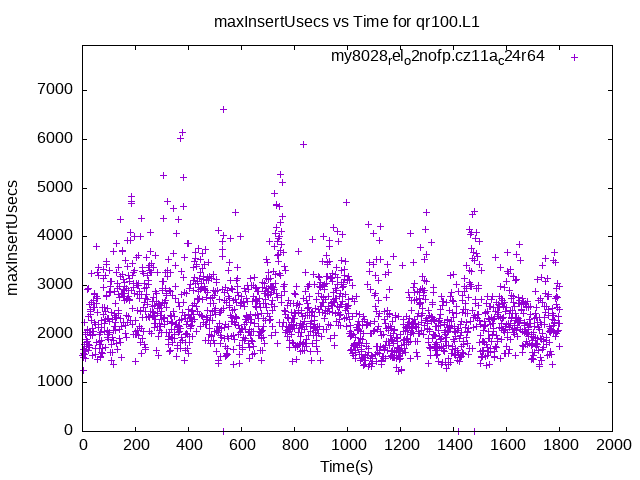 maxInsertUsecs vs Time for qr100.L1
my8028rel_o2nofp.cz11a_c24r64
maxInsertUsecs
7000
6000
5000
4000
3000
2000
1000
0
0 200 400 600 800 1000 1200 1400 1600 1800 2000
Time(s)